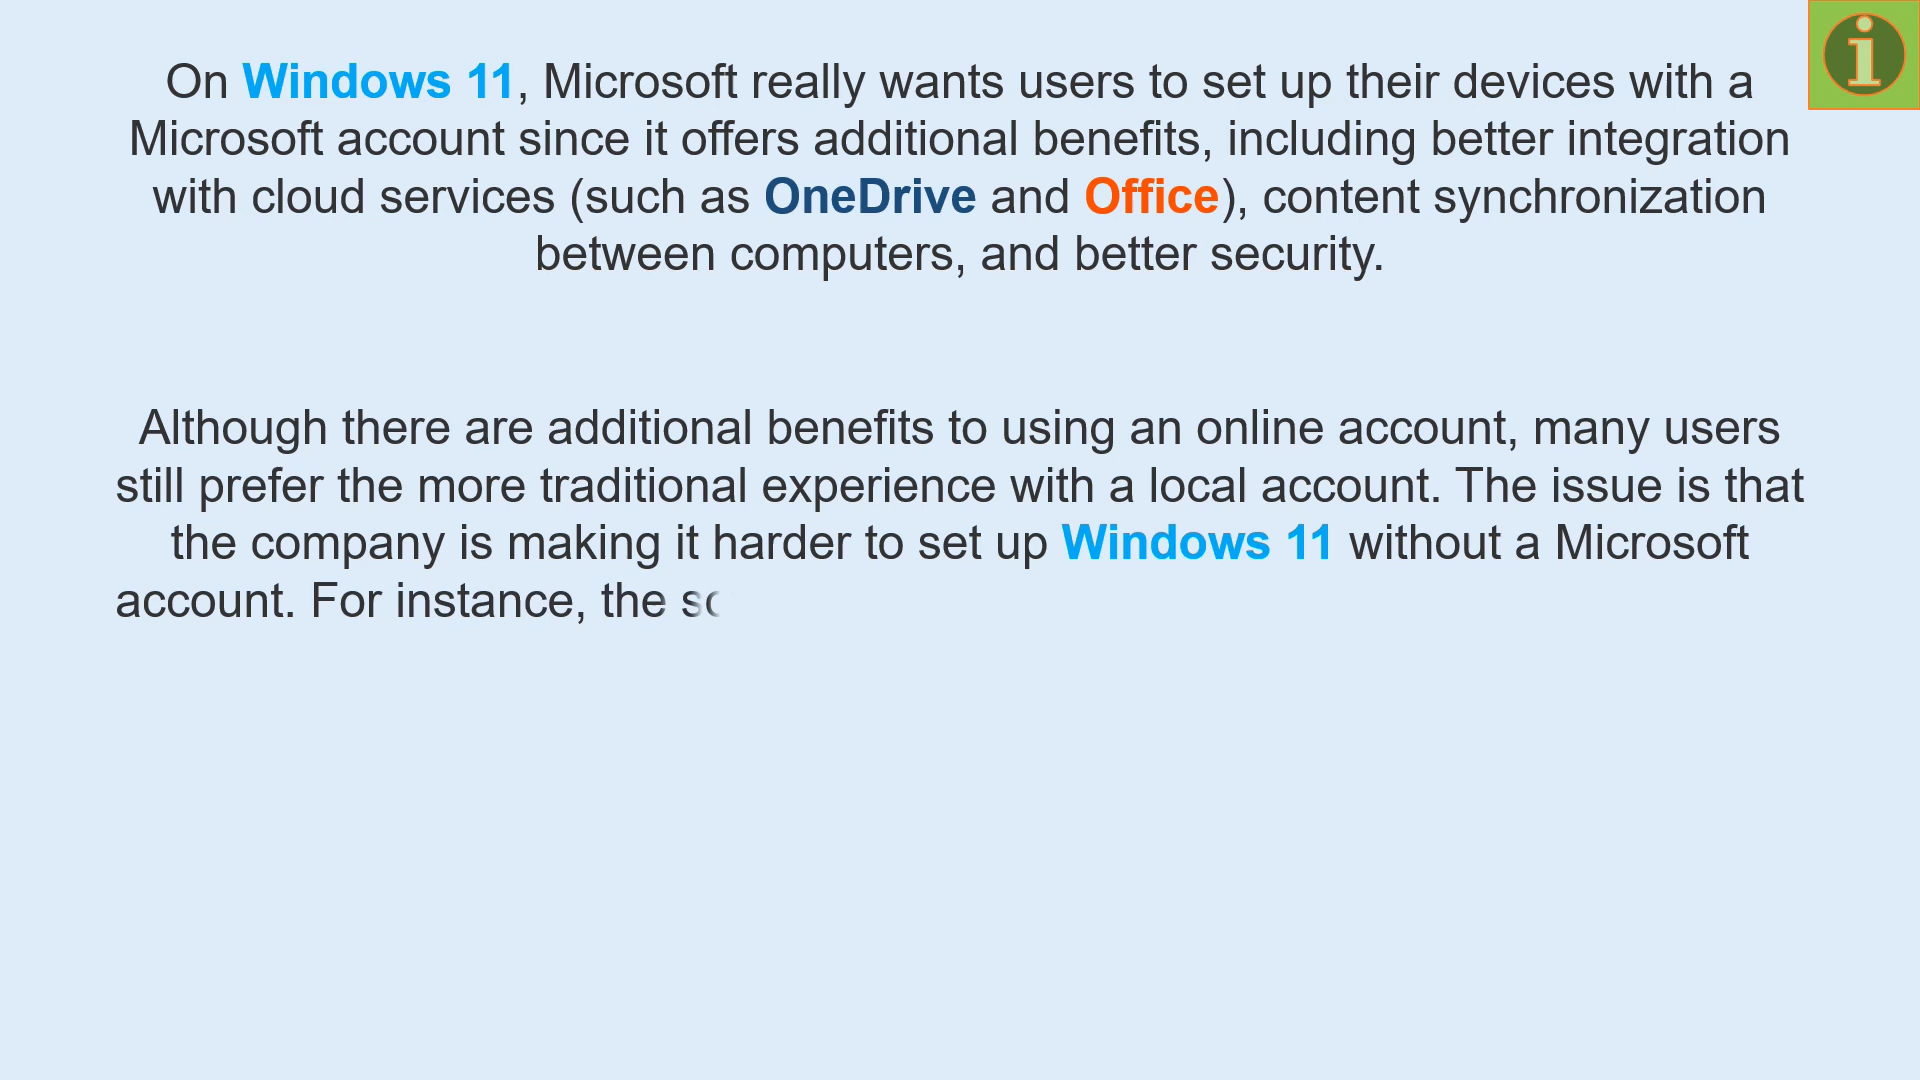 On Windows 11, Microsoft really wants users to set up their devices with a
Microsoft account since it offers additional benefits, including better integration
with cloud services (such as OneDrive and Office), content synchronization
between computers, and better security.
Although there are additional benefits to using an online account, many users
still prefer the more traditional experience with a local account. The issue is that
the company is making it harder to set up Windows 11 without a Microsoft
account. For instance, the